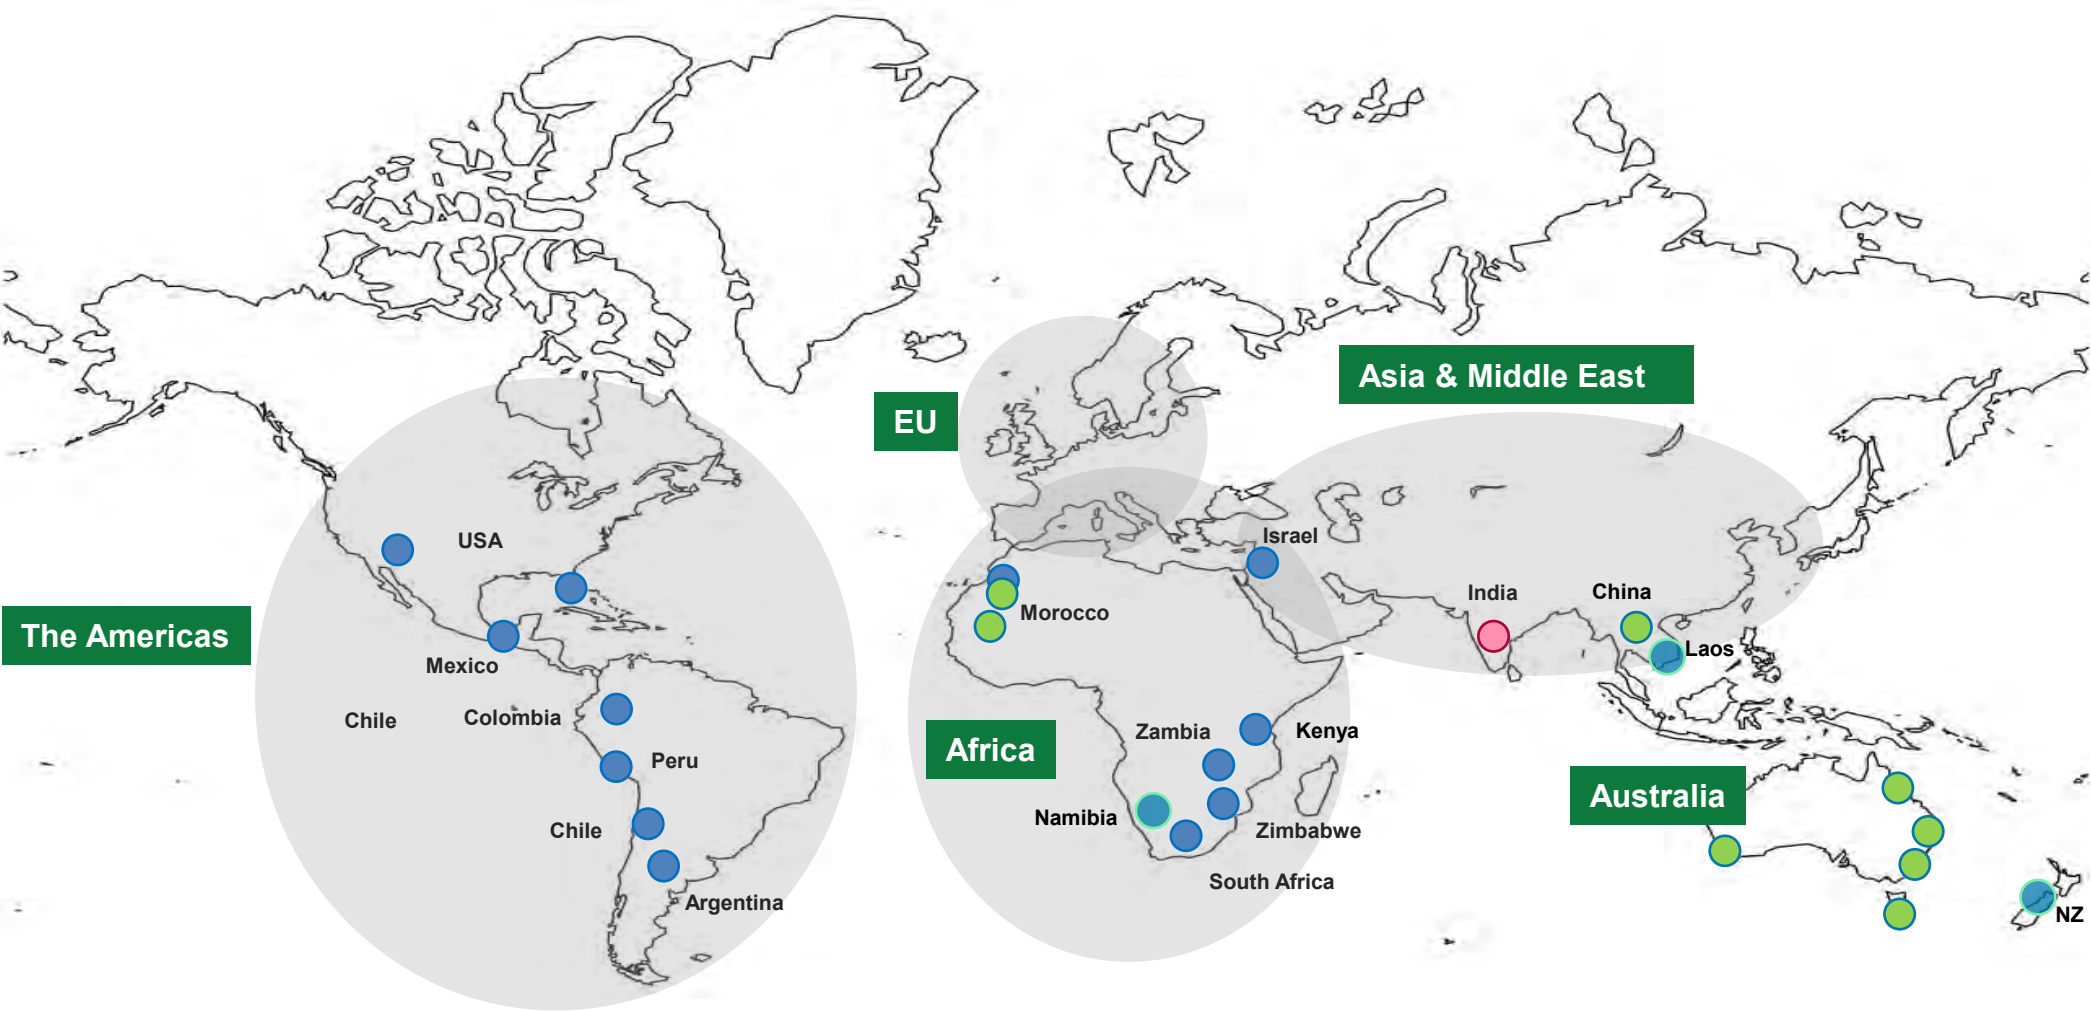 Asia & Middle East
EU
USA
Israel
India
China
The Americas
Morocco
Laos
Mexico
Chile
Colombia
Zambia
Kenya
Africa
Peru
Australia
Namibia
Chile
Zimbabwe
South Africa
Argentina
NZ